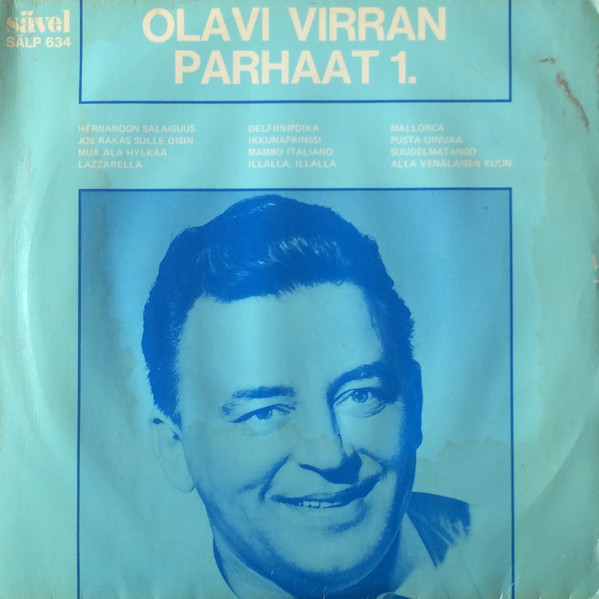 sävel
SÄLP 634
OLAVI VIRRAN
PARHAAT 1.
HERNANDON SALAISUUS
JOS RAKAS SULLE OISIN
MUA ÄLÄ HYLKÄÄ
LAZZARELLA
DELFIINIPOIKA
IKKUNAPRINSSI
MAMBO ITALIANO
ILLALLA, ILLALLA
MALLORCA
PUSTA UINUAA
SUUDELMATANGO
ALLA VENÄLÄISEN KUUN